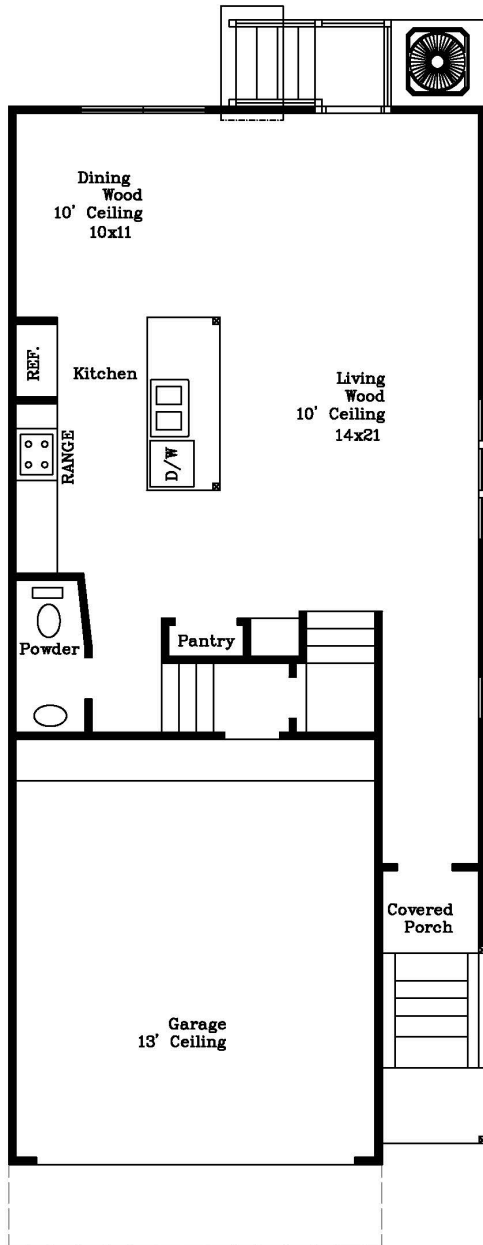 Dining
Wood
10' Ceiling
10x11
REF.
Kitchen
Living
Wood
10' Ceiling
14x21
RANGE
D/W
Powder
Pantry
Covered
Porch
Garage
13' Ceiling